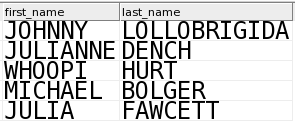 first_name last_name
JOHNNY LOLLOBRIGIDA
JULIANNE DENCH
WHOOPI HURT
MICHAEL BOLGER
JULIA FAWCETT